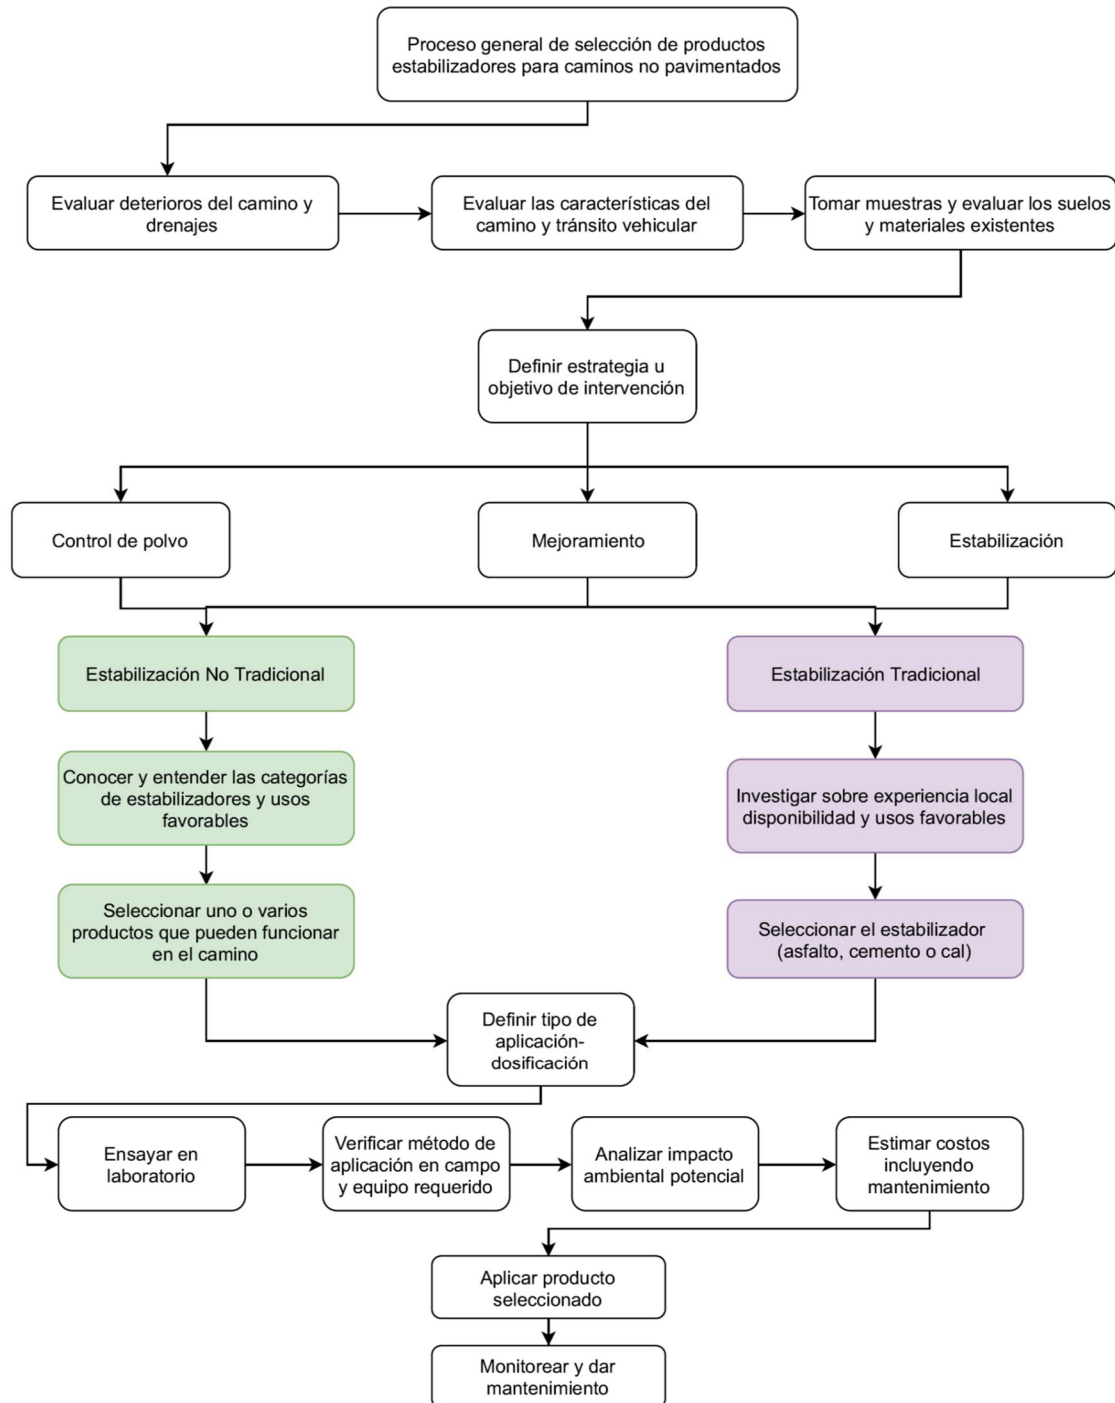 Proceso general de selección de productos
estabilizadores para caminos no pavimentados
Evaluar deterioros del camino y
drenajes
Evaluar las características del
camino y tránsito vehicular
Tomar muestras y evaluar los suelos
y materiales existentes
Definir estrategia u
objetivo de intervención
Control de polvo
Mejoramiento
Estabilización
Estabilización No Tradicional
Estabilización Tradicional
Conocer y entender las categorías
de estabilizadores y usos
favorables
Investigar sobre experiencia local
disponibilidad y usos favorables
Seleccionar uno o varios
productos que pueden funcionar
en el camino
Seleccionar el estabilizador
(asfalto, cemento o cal)
Definir tipo de
aplicación-
dosificación
Ensayar en
laboratorio
Verificar método de
aplicación en campo
y equipo requerido
Analizar impacto
ambiental potencial
Estimar costos
incluyendo
mantenimiento
Aplicar producto
seleccionado
Monitorear y dar
mantenimiento